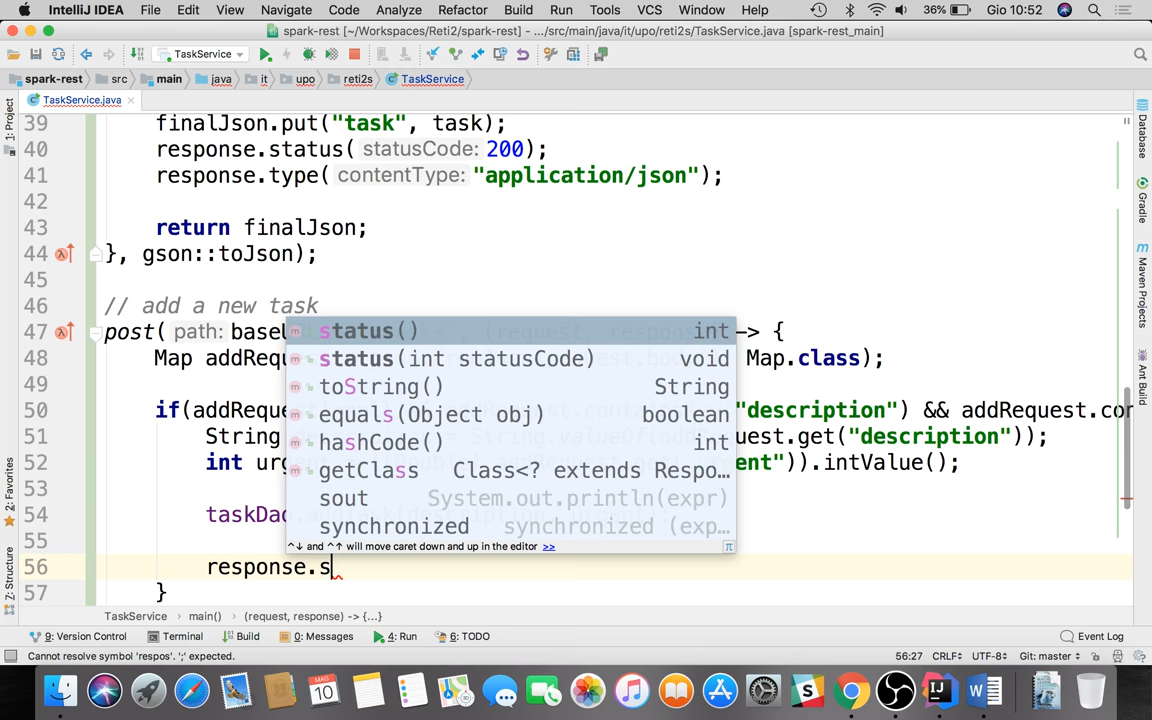 IntelliJ IDEA File Edit View Navigate Code Analyze Refactor Build Run Tools VCS Window Help 36% Gio 10:52
spark-rest [~/Workspaces/Reti2/spark-rest] - .../src/main/java/it/upo/reti2s/TaskService.java [spark-rest_main]
TaskService
spark-rest src main java it upo reti2s TaskService
TaskService.java
39 finalJson.put("task", task);
40 response.status( statusCode: 200);
41 response.type( contentType: "application/json");
42
43 return finalJson;
44 }, gson::toJson);
45
46 // add a new task
47 post( path: -> {
48 Map Map.class);
49
50 "description") && addRequest.con
51 String uest.get("description"));
52 int ")).intValue();
53
54
55
56 response.s
57 }
status() int
status(int statusCode) void
toString() String
equals(Object obj) boolean
hashCode() int
getClass Class<? extends Respo…
sout System.out.println(expr)
synchronized synchronized (exp…
^↓ and ^↑ will move caret down and up in the editor >> π
TaskService main() (request, response) -> {...}
9: Version Control Terminal Build 0: Messages 4: Run 6: TODO Event Log
Cannot resolve symbol 'respos'. ';' expected. 56:27 CRLF UTF-8 Git: master
1: Project
2: Favorites
7: Structure
Database
Gradle
Maven Projects
Ant Build
MAG
10